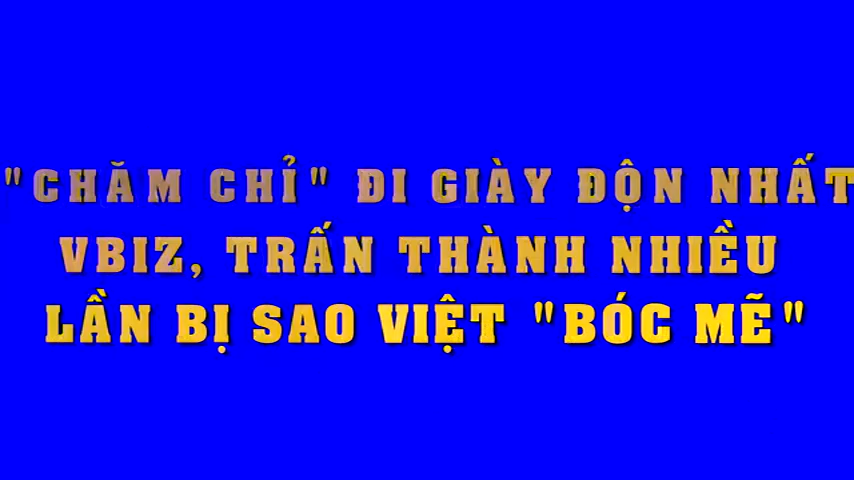 "CHĂM CHỈ" ĐI GIÀY ĐỘN NHẤT
VBIZ, TRẤN THÀNH NHIỀU
LẦN BỊ SAO VIỆT "BÓC MẼ"